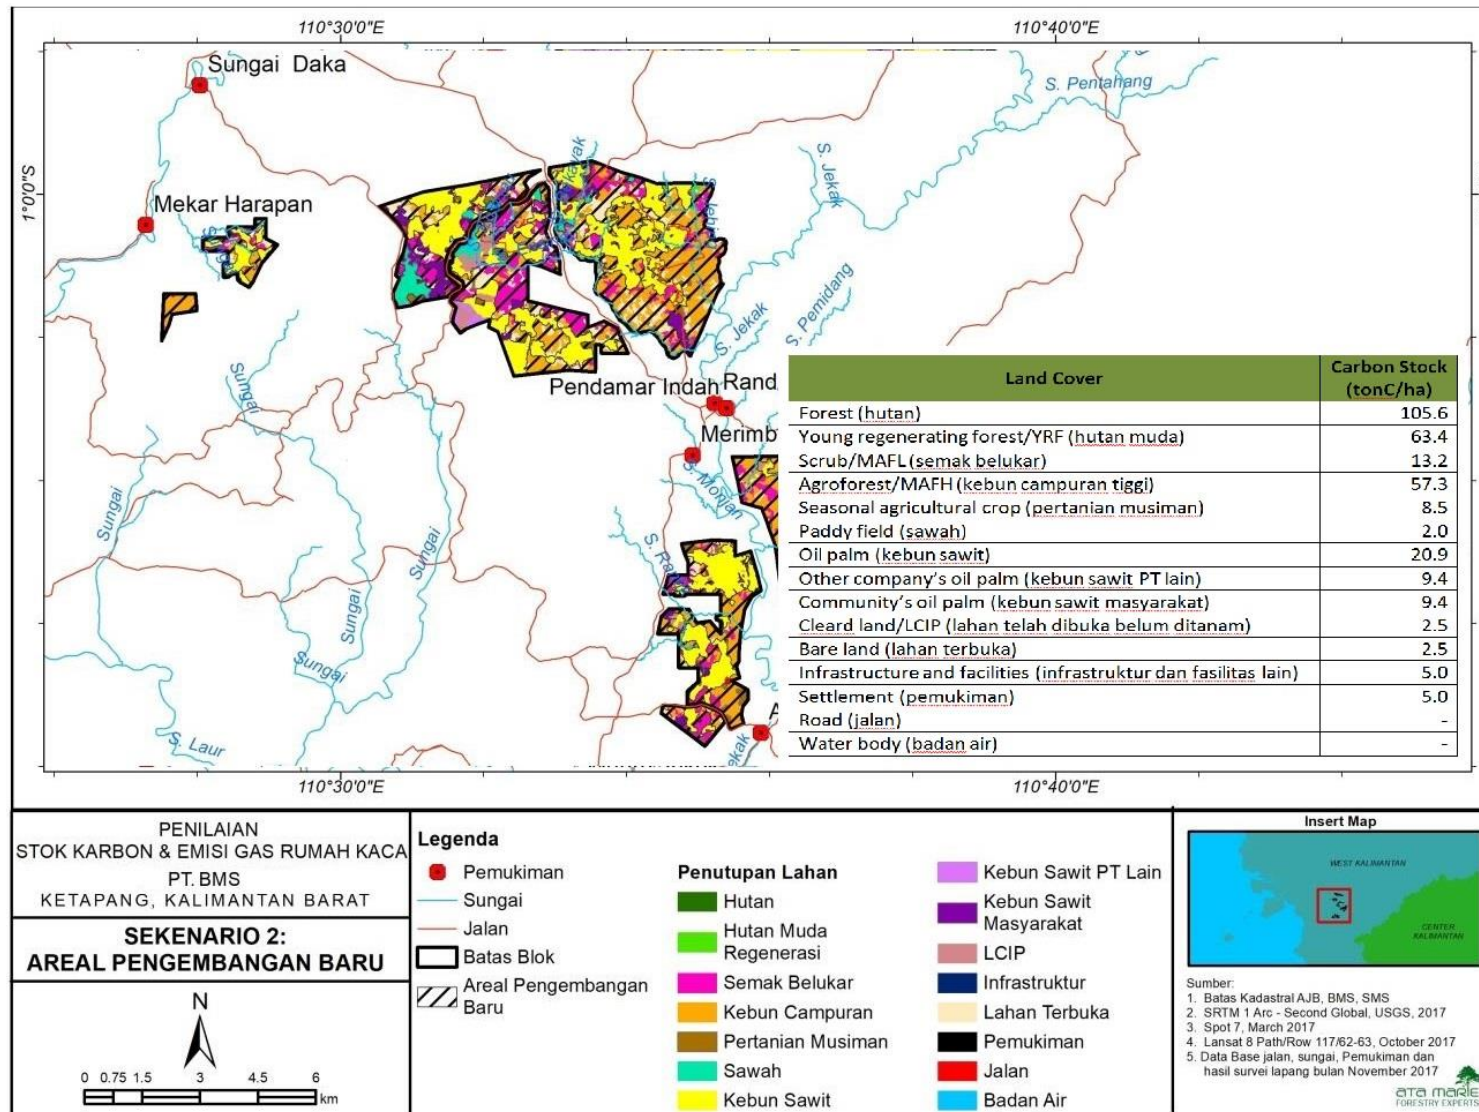 110°30'0"E
110°40'0"E
1°0'0"S
Sungai Daka
S. Pentahang
S. Jekak
Mekar Harapan
S. Pemidang
S. Jekak
Pendamar Indah
Rand
Merimb
S. Monjan
Sungai
Sungai
Sungai
Sungai
Sungai
S. Laur
A
ekak
Land Cover
Carbon Stock
(tonC/ha)
Forest (hutan) 105.6
Young regenerating forest/YRF (hutan muda) 63.4
Scrub/MAFL (semak belukar) 13.2
Agroforest/MAFH (kebun campuran tiggi) 57.3
Seasonal agricultural crop (pertanian musiman) 8.5
Paddy field (sawah) 2.0
Oil palm (kebun sawit) 20.9
Other company's oil palm (kebun sawit PT lain) 9.4
Community's oil palm (kebun sawit masyarakat) 9.4
Cleard land/LCIP (lahan telah dibuka belum ditanam) 2.5
Bare land (lahan terbuka) 2.5
Infrastructure and facilities (infrastruktur dan fasilitas lain) 5.0
Settlement (pemukiman) 5.0
Road (jalan) -
Water body (badan air) -
110°30'0"E
110°40'0"E
PENILAIAN
STOK KARBON & EMISI GAS RUMAH KACA
PT. BMS
KETAPANG, KALIMANTAN BARAT
SEKENARIO 2:
AREAL PENGEMBANGAN BARU
N
0 0.75 1.5 3 4.5 6
km
Legenda
Pemukiman
Sungai
Jalan
Batas Blok
Areal Pengembangan
Baru
Penutupan Lahan
Hutan
Hutan Muda
Regenerasi
Semak Belukar
Kebun Campuran
Pertanian Musiman
Sawah
Kebun Sawit
Kebun Sawit PT Lain
Kebun Sawit
Masyarakat
LCIP
Infrastruktur
Lahan Terbuka
Pemukiman
Jalan
Badan Air
Insert Map
WEST KALIMANTAN
CENTER
KALIMANTAN
Sumber:
1. Batas Kadastral AJB, BMS, SMS
2. SRTM 1 Arc - Second Global, USGS, 2017
3. Spot 7, March 2017
4. Lansat 8 Path/Row 117/62-63, October 2017
5. Data Base jalan, sungai, Pemukiman dan
hasil survei lapang bulan November 2017
ata marie
FORESTRY EXPERTS